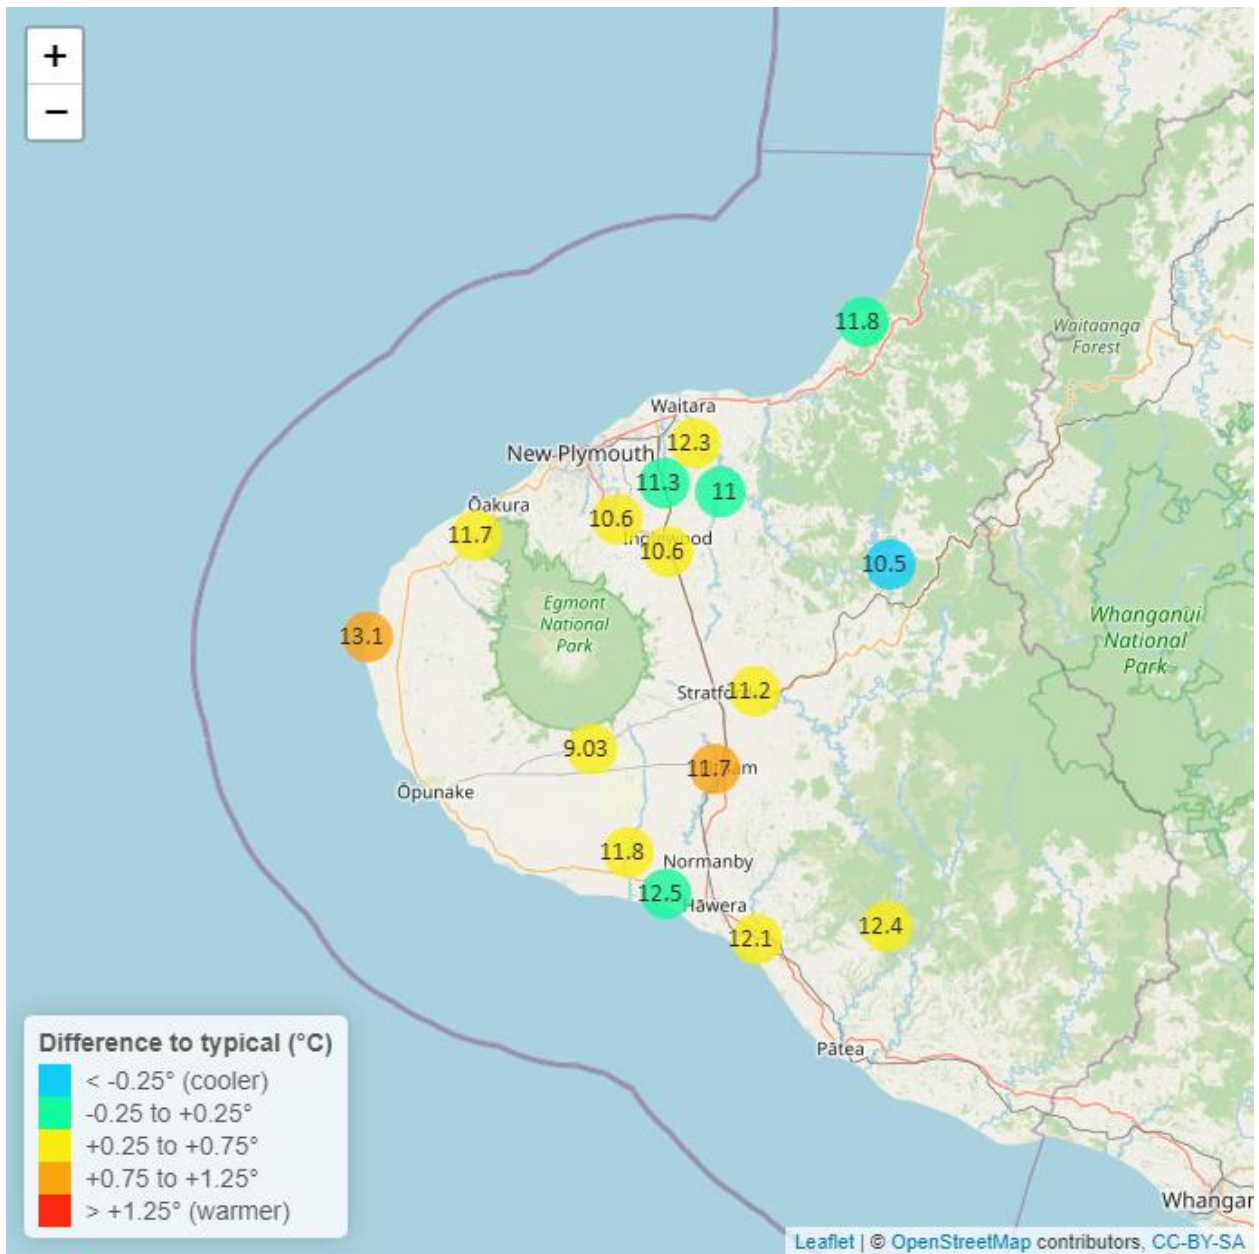 +
−
11.8
Waitaanga
Forest
Waitara
12.3
New Plymouth
11.3
11
Ōakura
10.6
11.7
Inglewood
10.6
10.5
Egmont
National
Park
Whanganui
National
Park
13.1
Stratford
11.2
9.03
11.7
Ōpunake
11.8
Normanby
12.5
Hāwera
12.4
12.1
Pātea
Difference to typical (°C)
< -0.25° (cooler)
-0.25 to +0.25°
+0.25 to +0.75°
+0.75 to +1.25°
> +1.25° (warmer)
Whangan
Leaflet | © OpenStreetMap contributors, CC-BY-SA